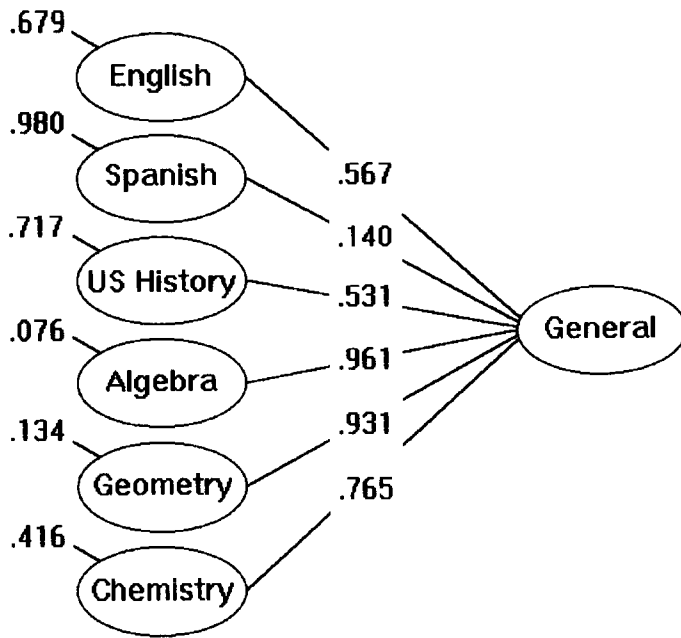 .679
English
.980
Spanish
.567
.717
.140
US History
.531
General
.076
.961
Algebra
.134
.931
Geometry
.765
.416
Chemistry